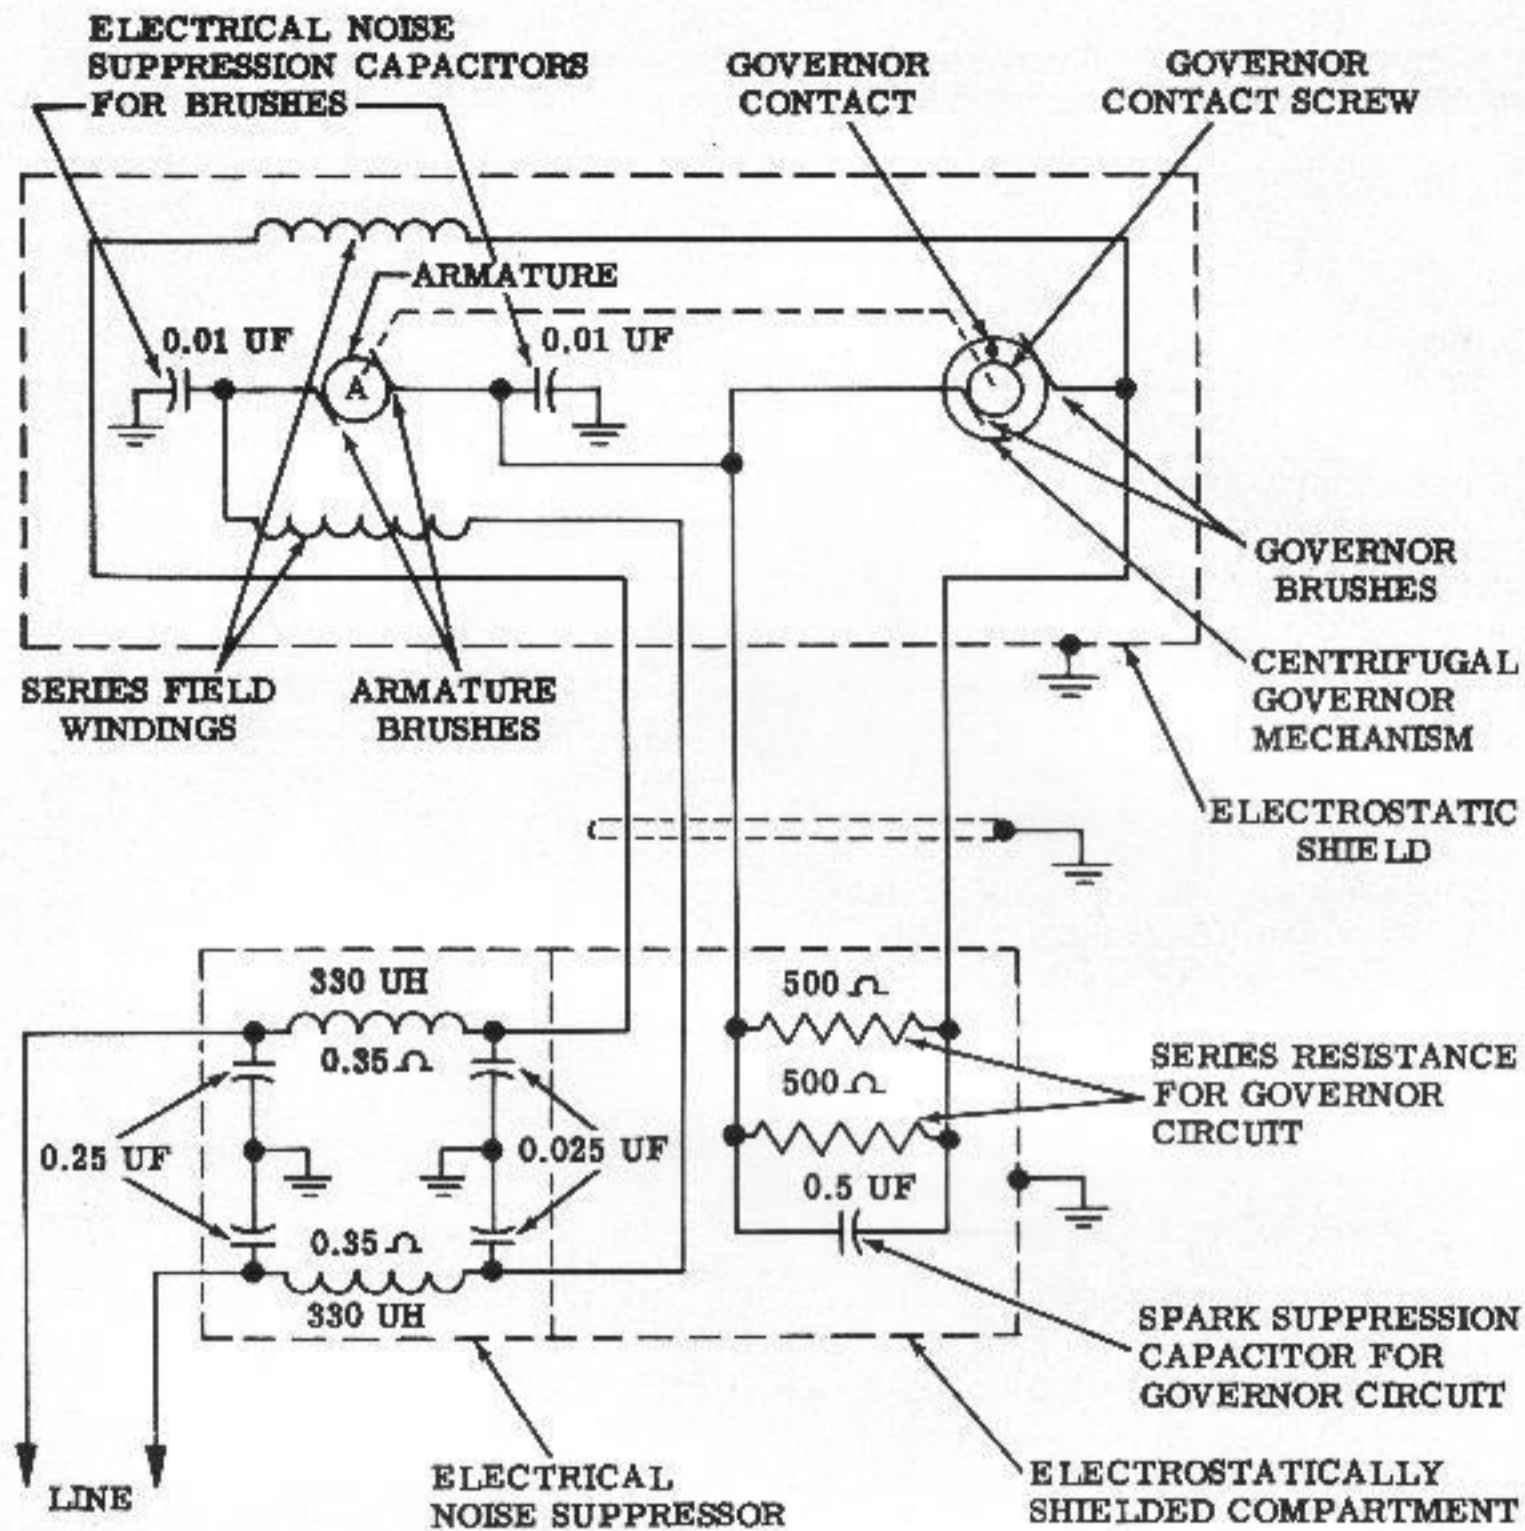 ELECTRICAL NOISE
SUPPRESSION CAPACITORS
FOR BRUSHES
GOVERNOR
CONTACT
GOVERNOR
CONTACT SCREW
ARMATURE
0.01 UF
0.01 UF
A
GOVERNOR
BRUSHES
SERIES FIELD
WINDINGS
ARMATURE
BRUSHES
CENTRIFUGAL
GOVERNOR
MECHANISM
ELECTROSTATIC
SHIELD
330 UH
0.35 Ω
500 Ω
500 Ω
SERIES RESISTANCE
FOR GOVERNOR
CIRCUIT
0.25 UF
0.025 UF
0.5 UF
0.35 Ω
330 UH
SPARK SUPPRESSION
CAPACITOR FOR
GOVERNOR CIRCUIT
LINE
ELECTRICAL
NOISE SUPPRESSOR
ELECTROSTATICALLY
SHIELDED COMPARTMENT